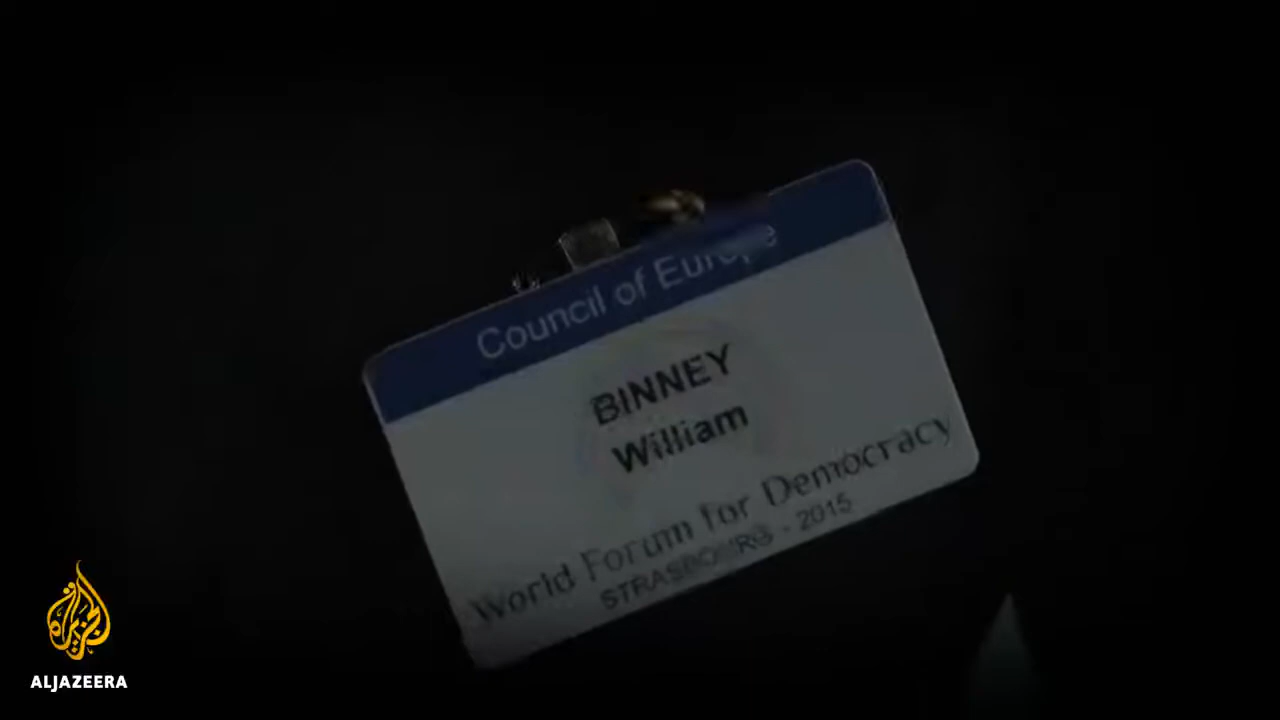 Council of Europe
BINNEY
William
World Forum for Democracy
STRASBOURG - 2015
ALJAZEERA